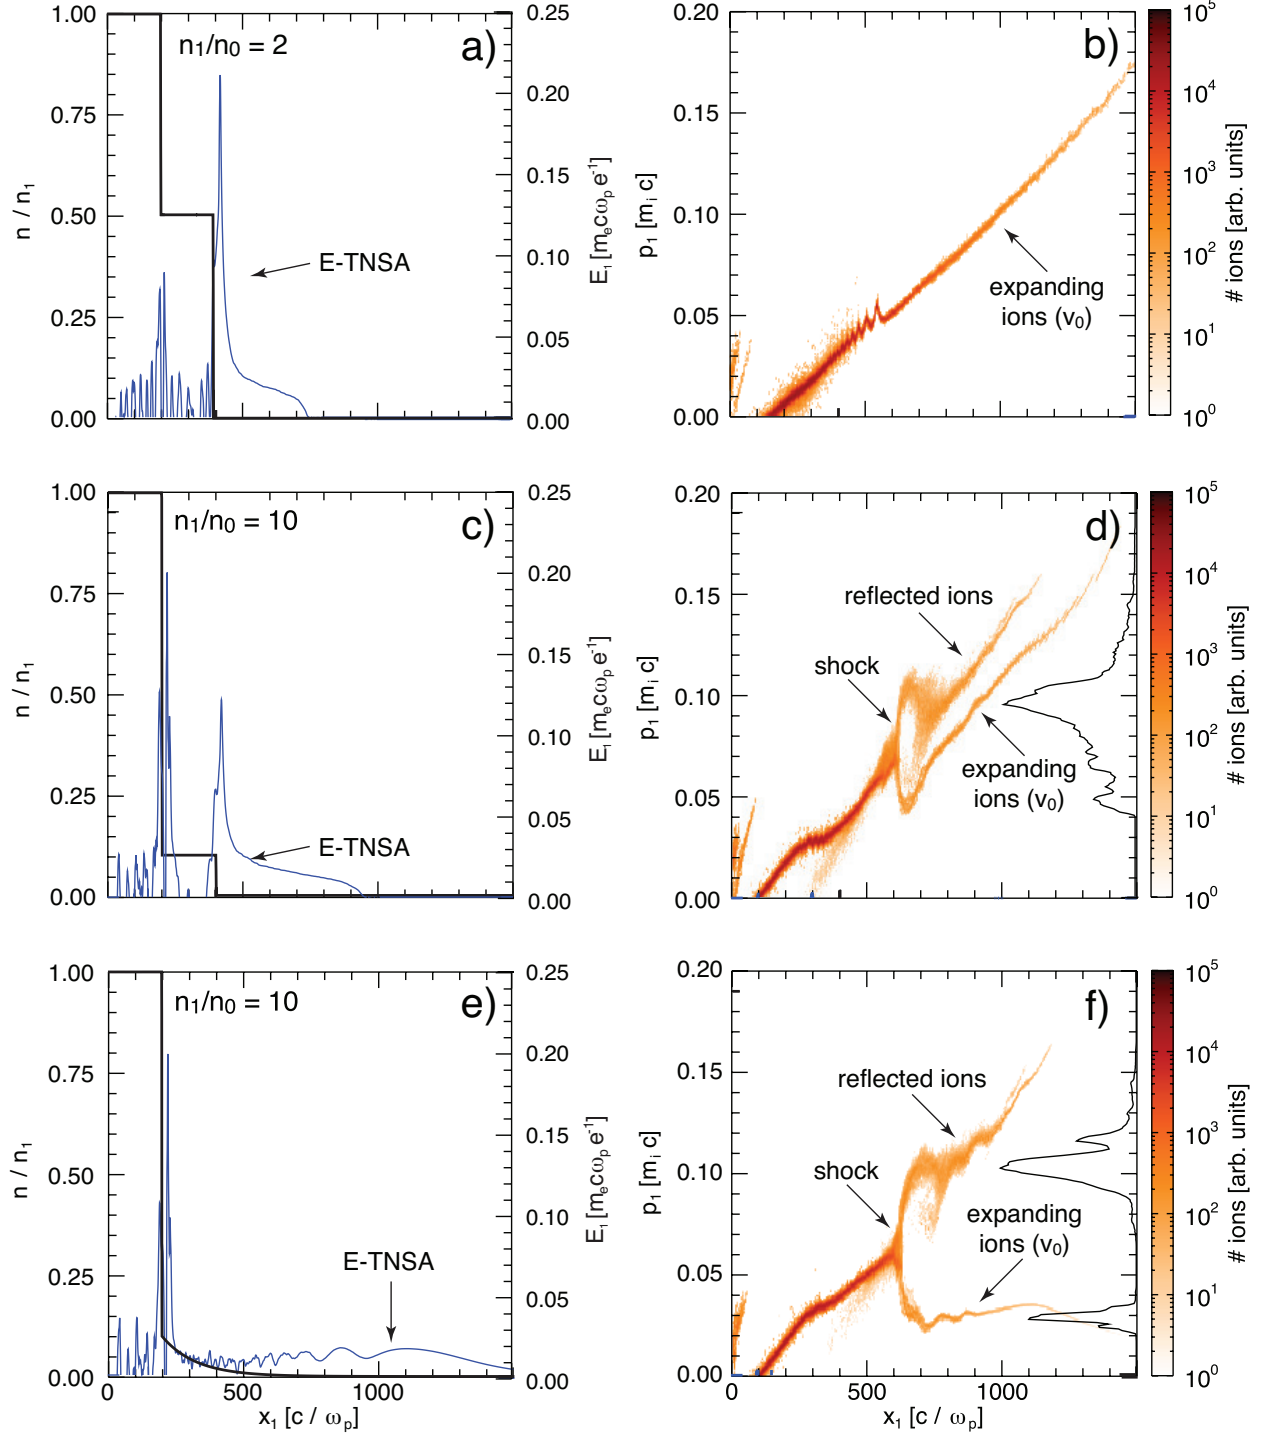 n₁/n₀ = 2
a)
1.00
0.75
0.50
0.25
0.00
n / n₁
0.25
0.20
0.15
0.10
0.05
0.00
E₁ [mₑcωₚe⁻¹]
E-TNSA
b)
0.20
0.15
0.10
0.05
0.00
p₁ [mᵢ c]
expanding
ions (v₀)
10⁵
10⁴
10³
10²
10¹
10⁰
# ions [arb. units]
n₁/n₀ = 10
c)
1.00
0.75
0.50
0.25
0.00
n / n₁
0.25
0.20
0.15
0.10
0.05
0.00
E₁ [mₑcωₚe⁻¹]
E-TNSA
d)
0.20
0.15
0.10
0.05
0.00
p₁ [mᵢ c]
reflected ions
shock
expanding
ions (v₀)
10⁵
10⁴
10³
10²
10¹
10⁰
# ions [arb. units]
n₁/n₀ = 10
e)
1.00
0.75
0.50
0.25
0.00
n / n₁
0.25
0.20
0.15
0.10
0.05
0.00
E₁ [mₑcωₚe⁻¹]
E-TNSA
0
500
1000
x₁ [c / ωₚ]
f)
0.20
0.15
0.10
0.05
0.00
p₁ [mᵢ c]
reflected ions
shock
expanding
ions (v₀)
0
500
1000
x₁ [c / ωₚ]
10⁵
10⁴
10³
10²
10¹
10⁰
# ions [arb. units]